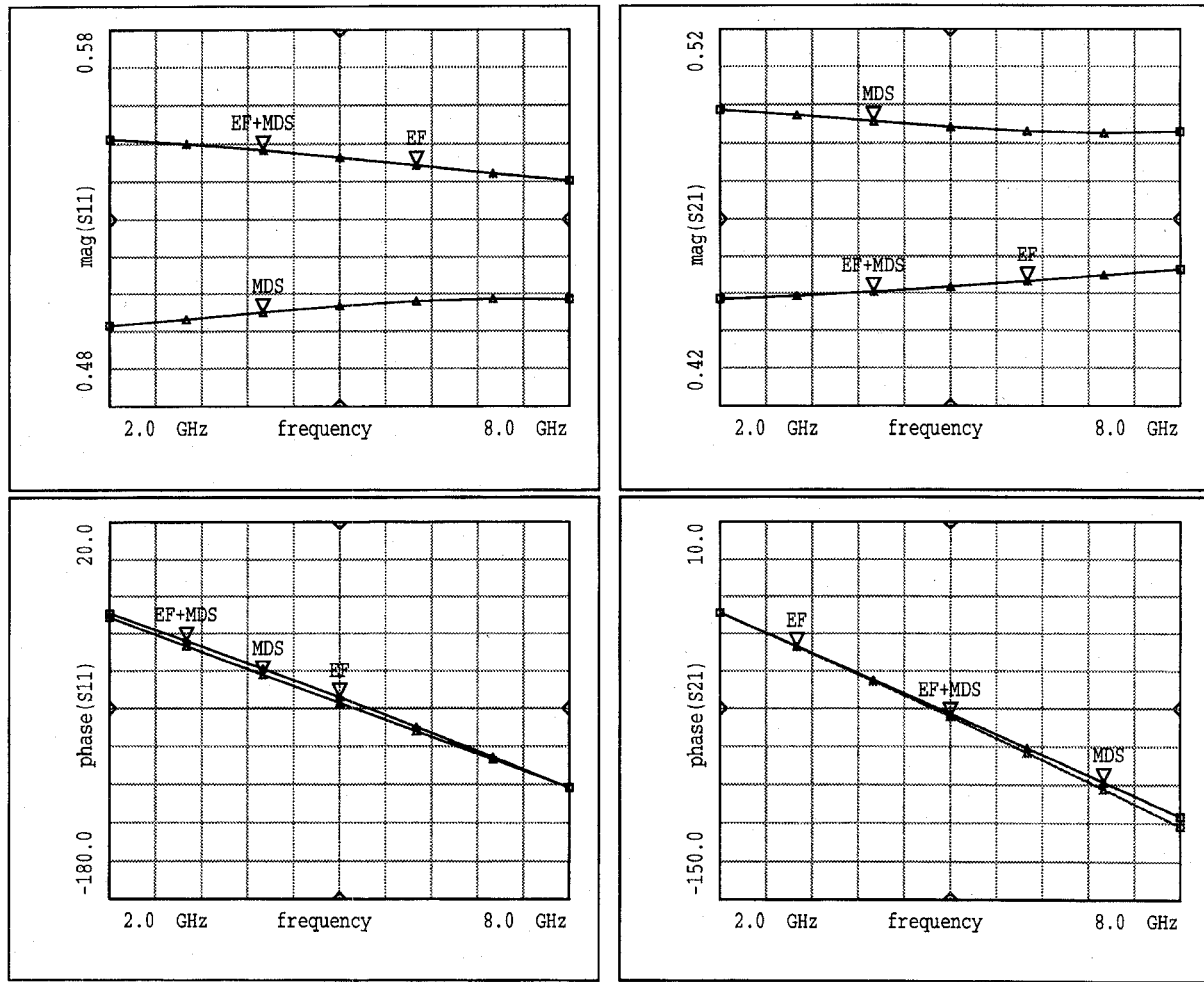 0.58
mag(S11)
0.48
EF+MDS
EF
MDS
2.0 GHz frequency 8.0 GHz
0.52
mag(S21)
0.42
MDS
EF+MDS
EF
2.0 GHz frequency 8.0 GHz
20.0
phase(S11)
-180.0
EF+MDS
MDS
EF
2.0 GHz frequency 8.0 GHz
10.0
phase(S21)
-150.0
EF
EF+MDS
MDS
2.0 GHz frequency 8.0 GHz